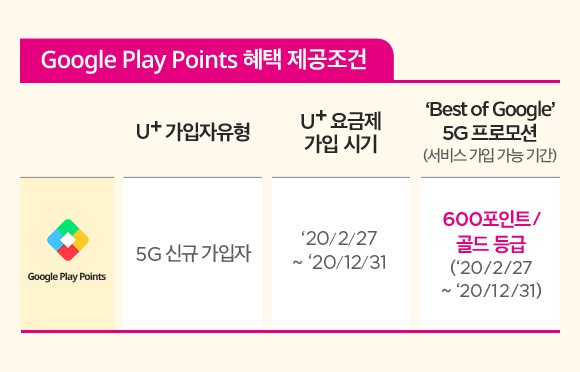 Google Play Points 혜택 제공조건
U+ 가입자유형
U+ 요금제
가입 시기
‘Best of Google’
5G 프로모션
(서비스 가입 가능 기간)
Google Play Points
5G 신규 가입자
‘20/2/27
~ ‘20/12/31
600포인트/
골드 등급
(‘20/2/27
~ ‘20/12/31)